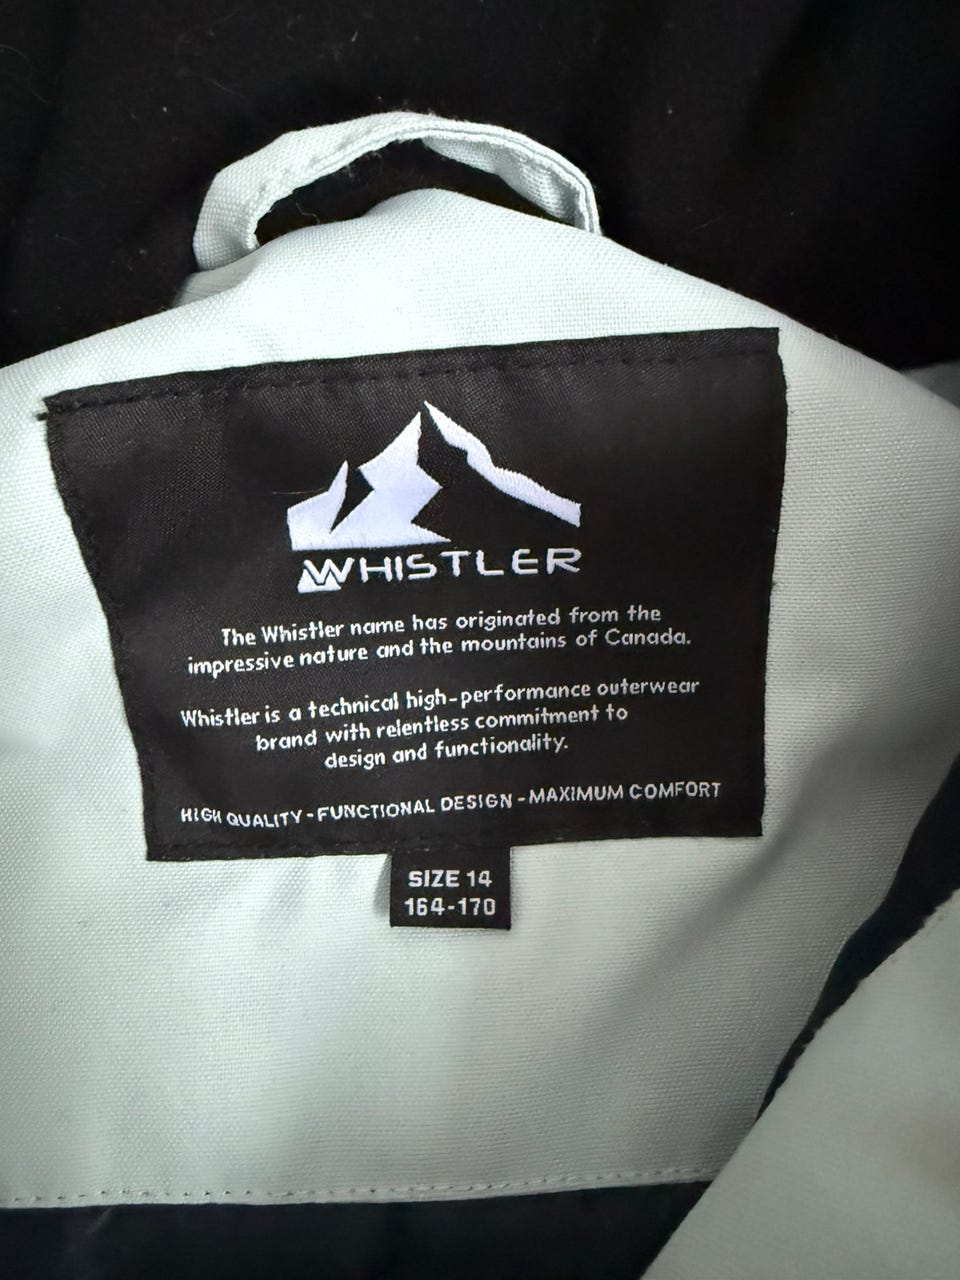 WHISTLER
The Whistler name has originated from the
impressive nature and the mountains of Canada.
Whistler is a technical high-performance outerwear
brand with relentless commitment to
design and functionality.
HIGH QUALITY - FUNCTIONAL DESIGN - MAXIMUM COMFORT
SIZE 14
164-170